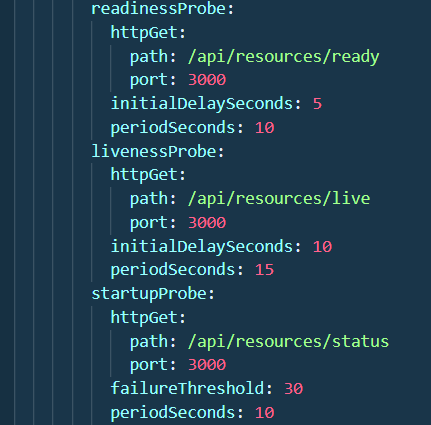 readinessProbe:
httpGet:
path: /api/resources/ready
port: 3000
initialDelaySeconds: 5
periodSeconds: 10
livenessProbe:
httpGet:
path: /api/resources/live
port: 3000
initialDelaySeconds: 10
periodSeconds: 15
startupProbe:
httpGet:
path: /api/resources/status
port: 3000
failureThreshold: 30
periodSeconds: 10